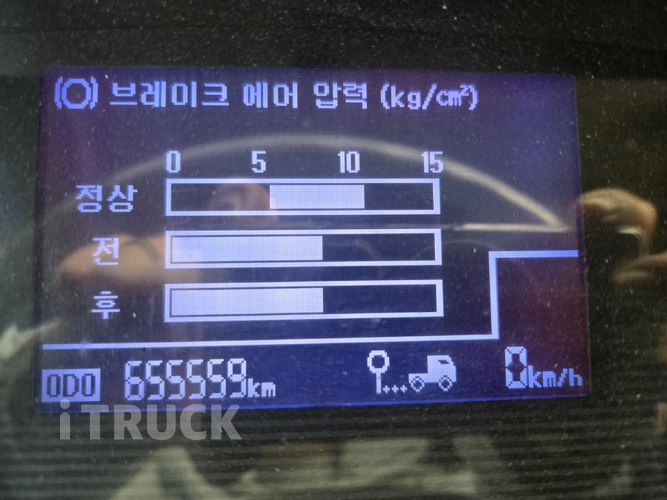 브레이크 에어 압력 (kg/cm²)
0 5 10 15
정상
전
후
ODO 655559km 0km/h
iTRUCK